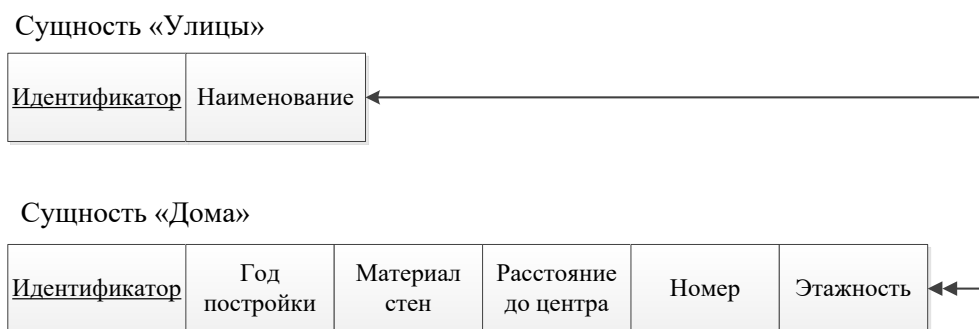 Сущность «Улицы»
Идентификатор Наименование
Сущность «Дома»
Идентификатор Год постройки Материал стен Расстояние до центра Номер Этажность